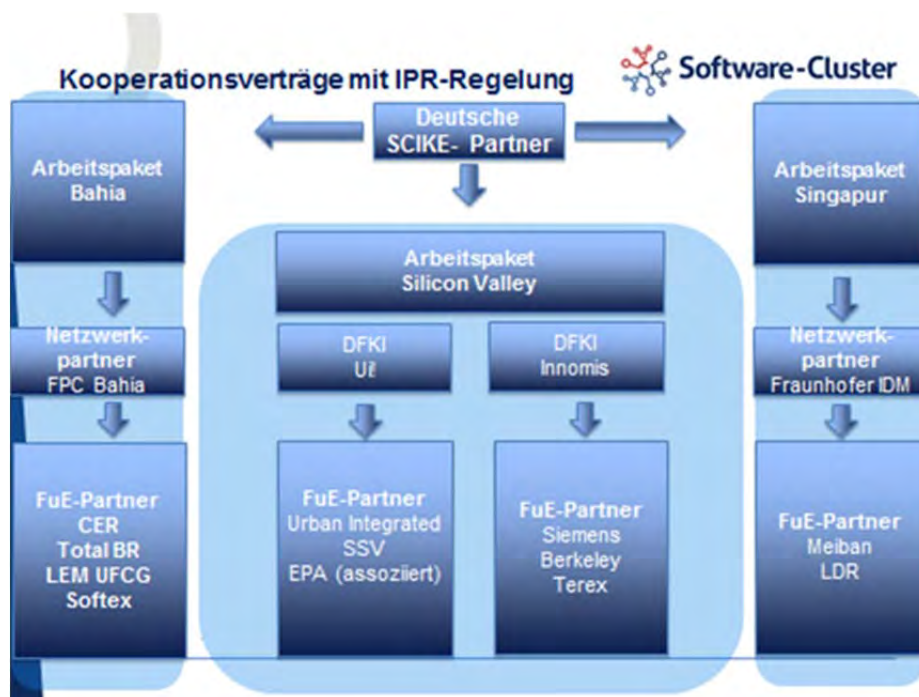 Kooperationsverträge mit IPR-Regelung
Software-Cluster
Deutsche
SCIKE- Partner
Arbeitspaket
Bahia
Netzwerk-
partner
FPC Bahia
FuE-Partner
CER
Total BR
LEM UFCG
Softex
Arbeitspaket
Silicon Valley
DFKI
DFKI
Innomis
FuE-Partner
Urban Integrated
SSV
EPA (assoziiert)
FuE-Partner
Siemens
Berkeley
Terex
Arbeitspaket
Singapur
Netzwerk-
partner
Fraunhofer IDM
FuE-Partner
Meiban
LDR